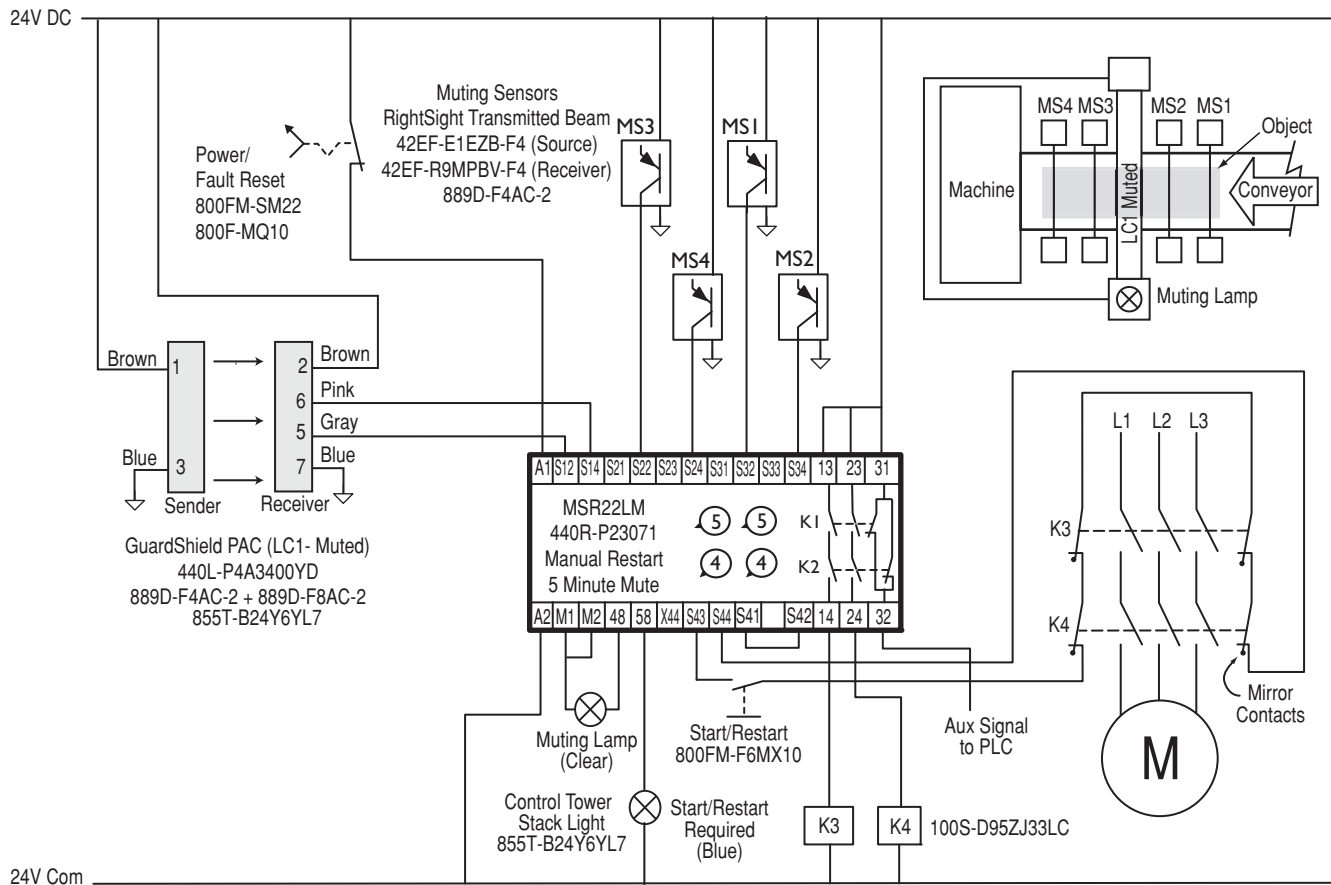 24V DC
Power/
Fault Reset
800FM-SM22
800F-MQ10
Muting Sensors
RightSight Transmitted Beam
42EF-E1EZB-F4 (Source)
42EF-R9MPBV-F4 (Receiver)
889D-F4AC-2
MS3
MS1
MS4
MS2
MS4 MS3 MS2 MS1
Object
Machine
LC1 Muted
Conveyor
Muting Lamp
Brown 1
Blue 3
Sender
2 Brown
6 Pink
5 Gray
7 Blue
Receiver
GuardShield PAC (LC1- Muted)
440L-P4A3400YD
889D-F4AC-2 + 889D-F8AC-2
855T-B24Y6YL7
A1 S12 S14 S21 S22 S23 S24 S31 S32 S33 S34 13 23 31
MSR22LM
440R-P23071
Manual Restart
5 Minute Mute
5 5
4 4
K1
K2
A2 M1 M2 48 58 X44 S43 S44 S41 S42 14 24 32
L1 L2 L3
K3
K4
Mirror
Contacts
M
Muting Lamp
(Clear)
Start/Restart
800FM-F6MX10
Aux Signal
to PLC
Control Tower
Stack Light
855T-B24Y6YL7
Start/Restart
Required
(Blue)
K3
K4
100S-D95ZJ33LC
24V Com